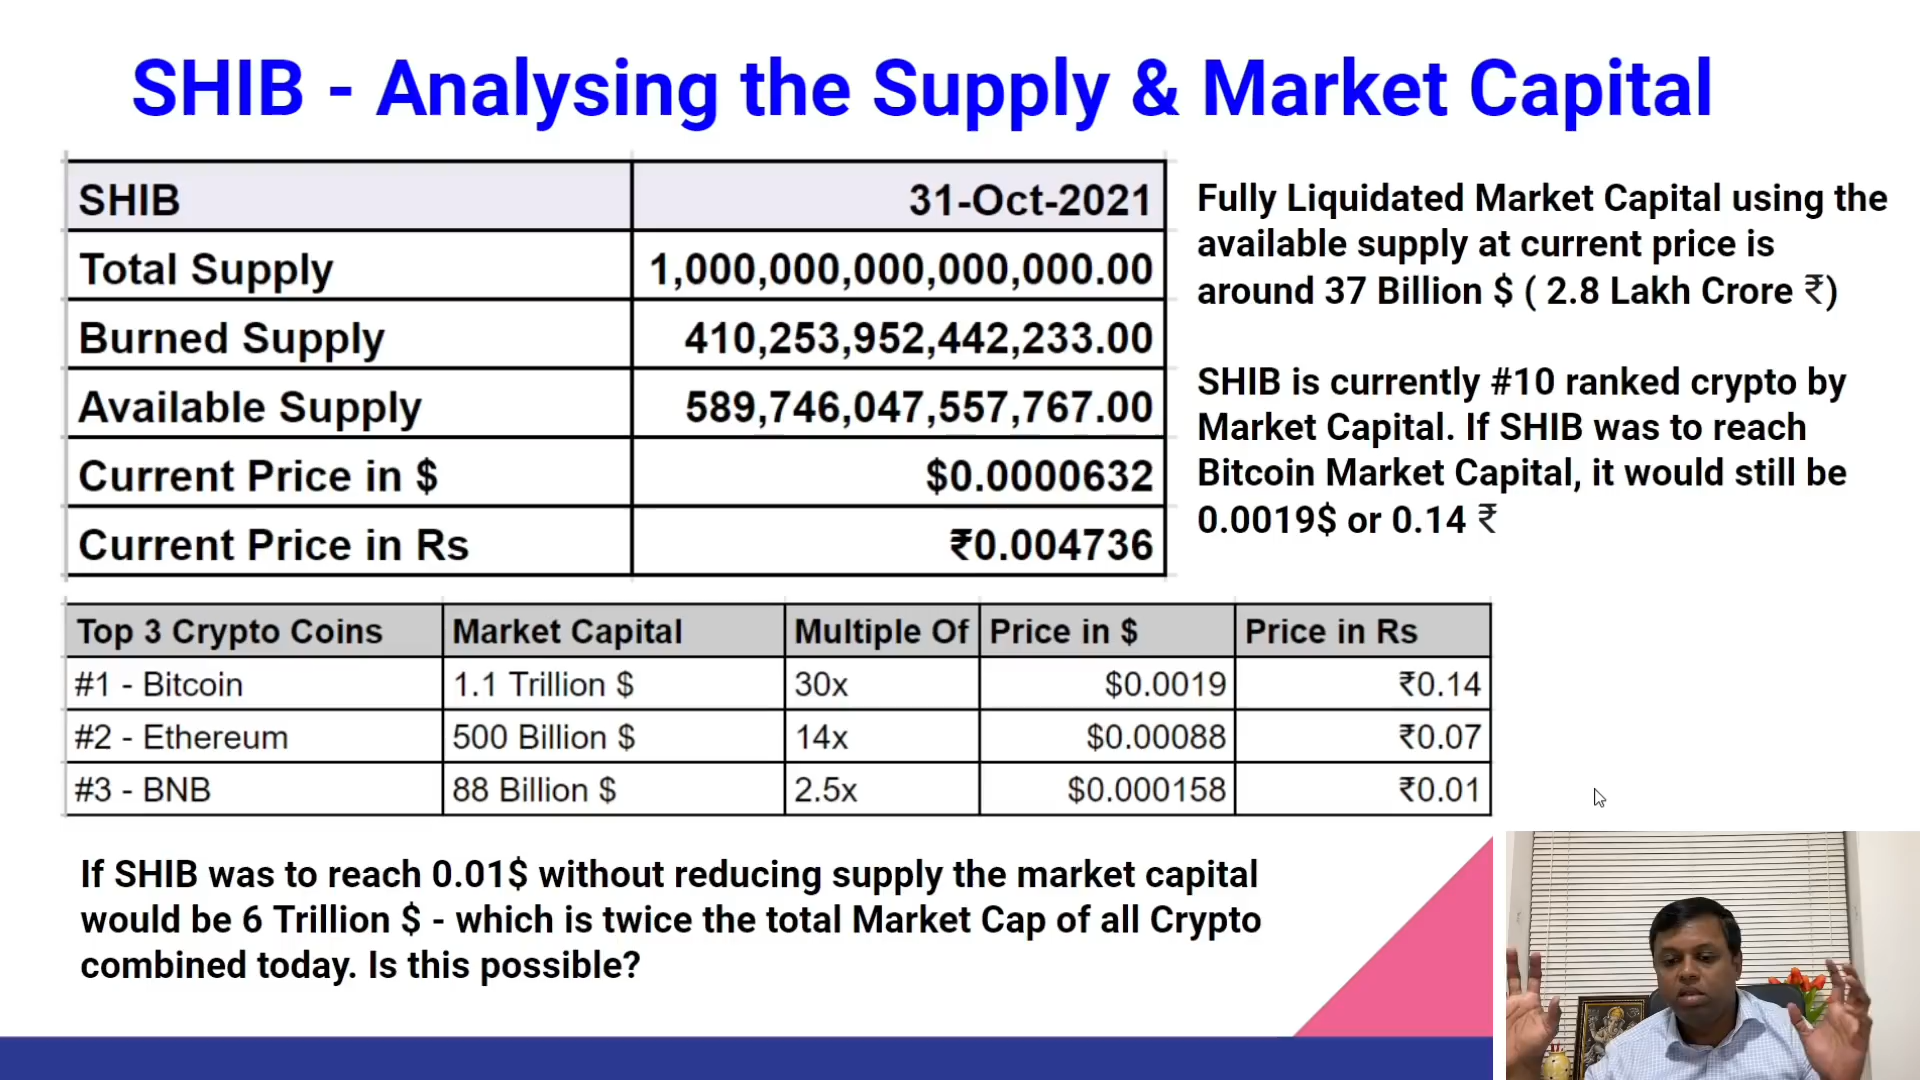 SHIB - Analysing the Supply & Market Capital
SHIB 31-Oct-2021
Total Supply 1,000,000,000,000,000.00
Burned Supply 410,253,952,442,233.00
Available Supply 589,746,047,557,767.00
Current Price in $ $0.0000632
Current Price in Rs ₹0.004736
Fully Liquidated Market Capital using the
available supply at current price is
around 37 Billion $ ( 2.8 Lakh Crore ₹)
SHIB is currently #10 ranked crypto by
Market Capital. If SHIB was to reach
Bitcoin Market Capital, it would still be
0.0019$ or 0.14 ₹
Top 3 Crypto Coins Market Capital Multiple Of Price in $ Price in Rs
#1 - Bitcoin 1.1 Trillion $ 30x $0.0019 ₹0.14
#2 - Ethereum 500 Billion $ 14x $0.00088 ₹0.07
#3 - BNB 88 Billion $ 2.5x $0.000158 ₹0.01
If SHIB was to reach 0.01$ without reducing supply the market capital
would be 6 Trillion $ - which is twice the total Market Cap of all Crypto
combined today. Is this possible?